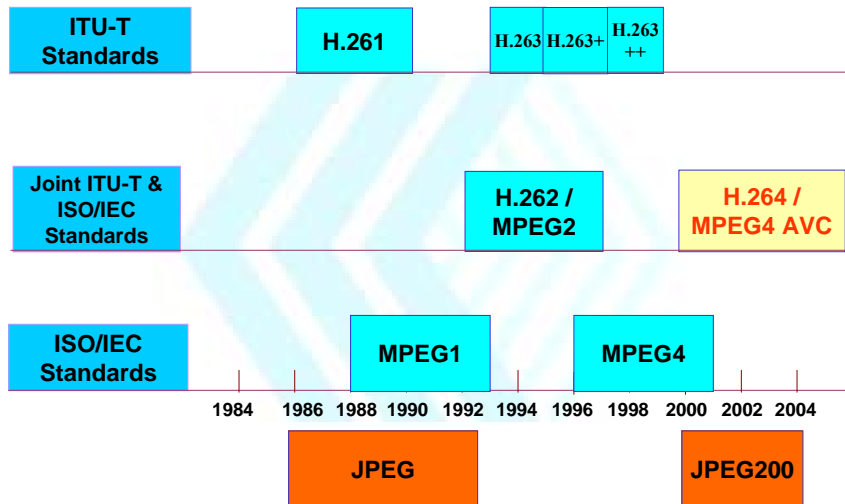 ITU-T
Standards
H.261
H.263
H.263+
H.263
++
Joint ITU-T &
ISO/IEC
Standards
H.262 /
MPEG2
H.264 /
MPEG4 AVC
ISO/IEC
Standards
MPEG1
MPEG4
1984 1986 1988 1990 1992 1994 1996 1998 2000 2002 2004
JPEG
JPEG200